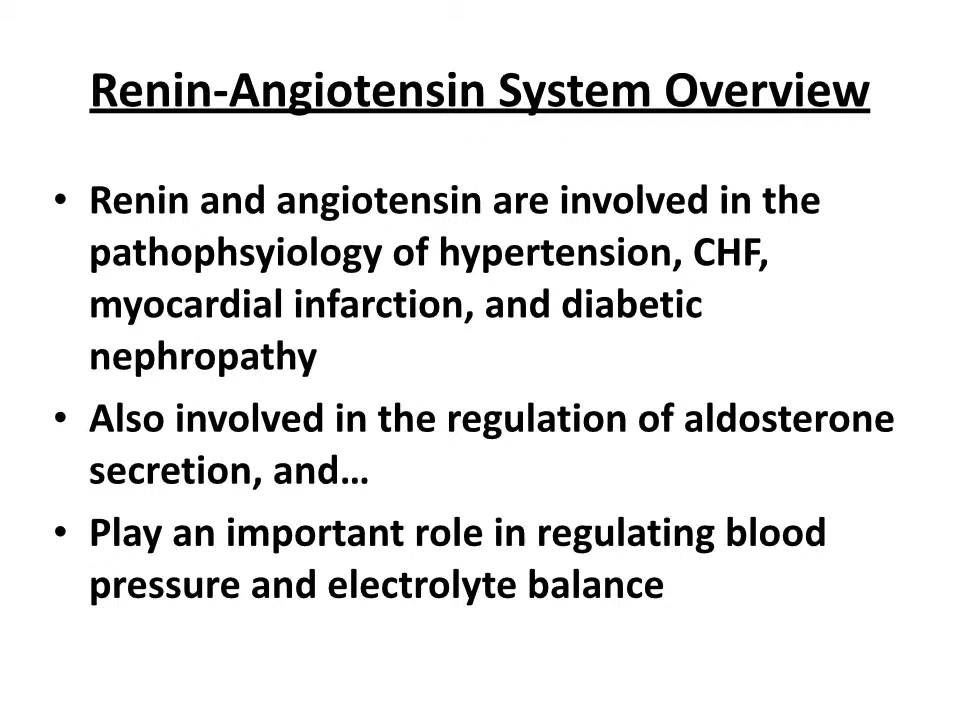 Renin-Angiotensin System Overview
• Renin and angiotensin are involved in the
pathophsyiology of hypertension, CHF,
myocardial infarction, and diabetic
nephropathy
• Also involved in the regulation of aldosterone
secretion, and…
• Play an important role in regulating blood
pressure and electrolyte balance